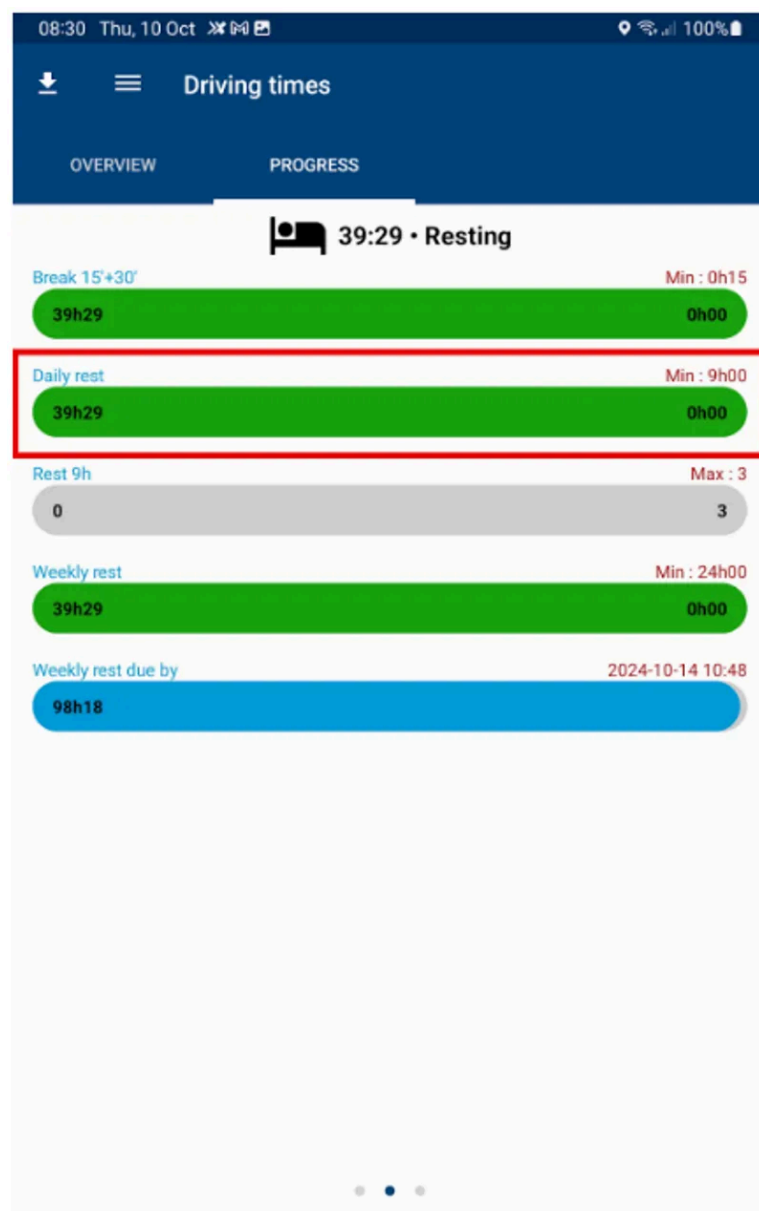 08:30 Thu, 10 Oct 100%
Driving times
OVERVIEW PROGRESS
39:29 • Resting
Break 15'+30' Min : 0h15
39h29 0h00
Daily rest Min : 9h00
39h29 0h00
Rest 9h Max : 3
0 3
Weekly rest Min : 24h00
39h29 0h00
Weekly rest due by 2024-10-14 10:48
98h18